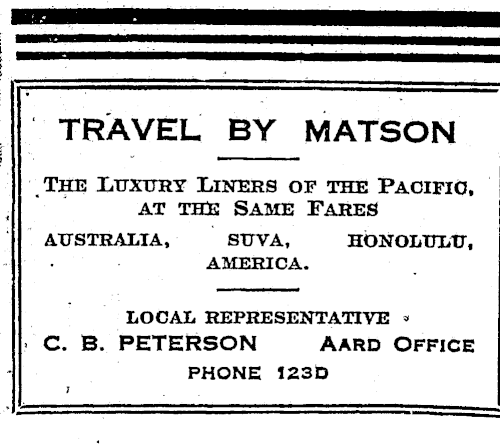 TRAVEL BY MATSON
THE LUXURY LINERS OF THE PACIFIC,
AT THE SAME FARES
AUSTRALIA, SUVA, HONOLULU,
AMERICA.
LOCAL REPRESENTATIVE
C. B. PETERSON AARD OFFICE
PHONE 123D